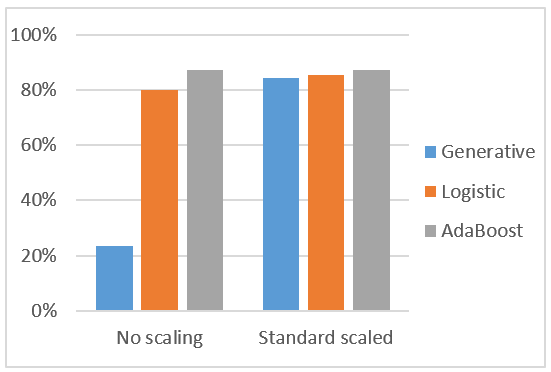 100%
80%
60%
40%
20%
0%
No scaling
Standard scaled
Generative
Logistic
AdaBoost